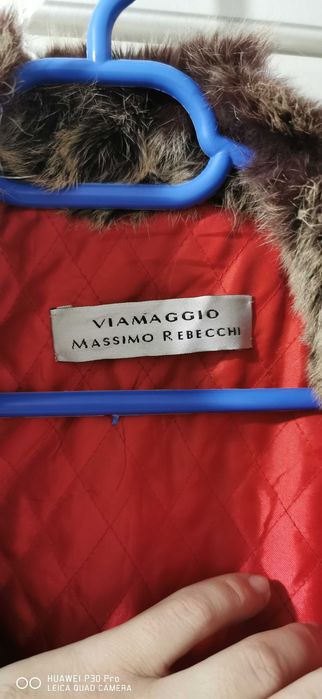 VIAMAGGIO
MASSIMO REBECCHI
HUAWEI P30 Pro
LEICA QUAD CAMERA